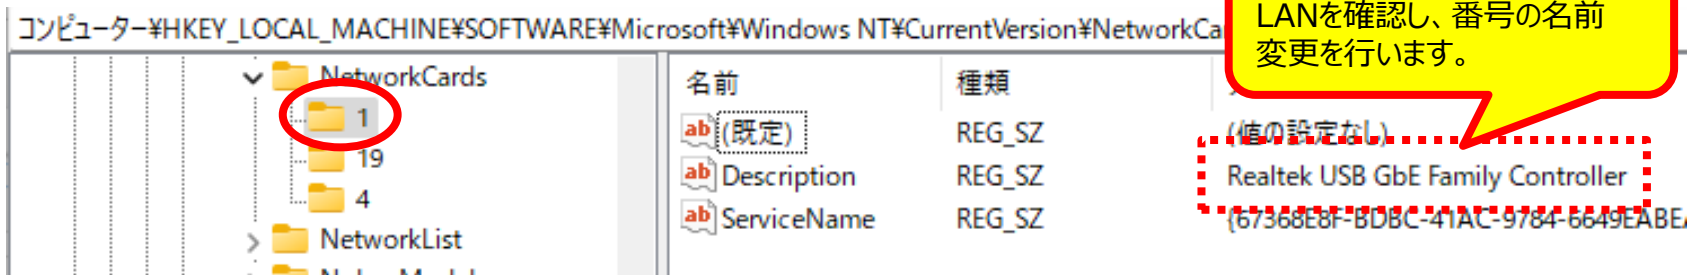 LANを確認し、番号の名前
変更を行います。
コンピューター¥HKEY_LOCAL_MACHINE¥SOFTWARE¥Microsoft¥Windows NT¥CurrentVersion¥NetworkCa
NetworkCards
1
19
4
NetworkList
名前 種類
(既定) REG_SZ (値の設定なし)
Description REG_SZ Realtek USB GbE Family Controller
ServiceName REG_SZ {67368E8F-BDBC-41AC-9784-6649EABEA